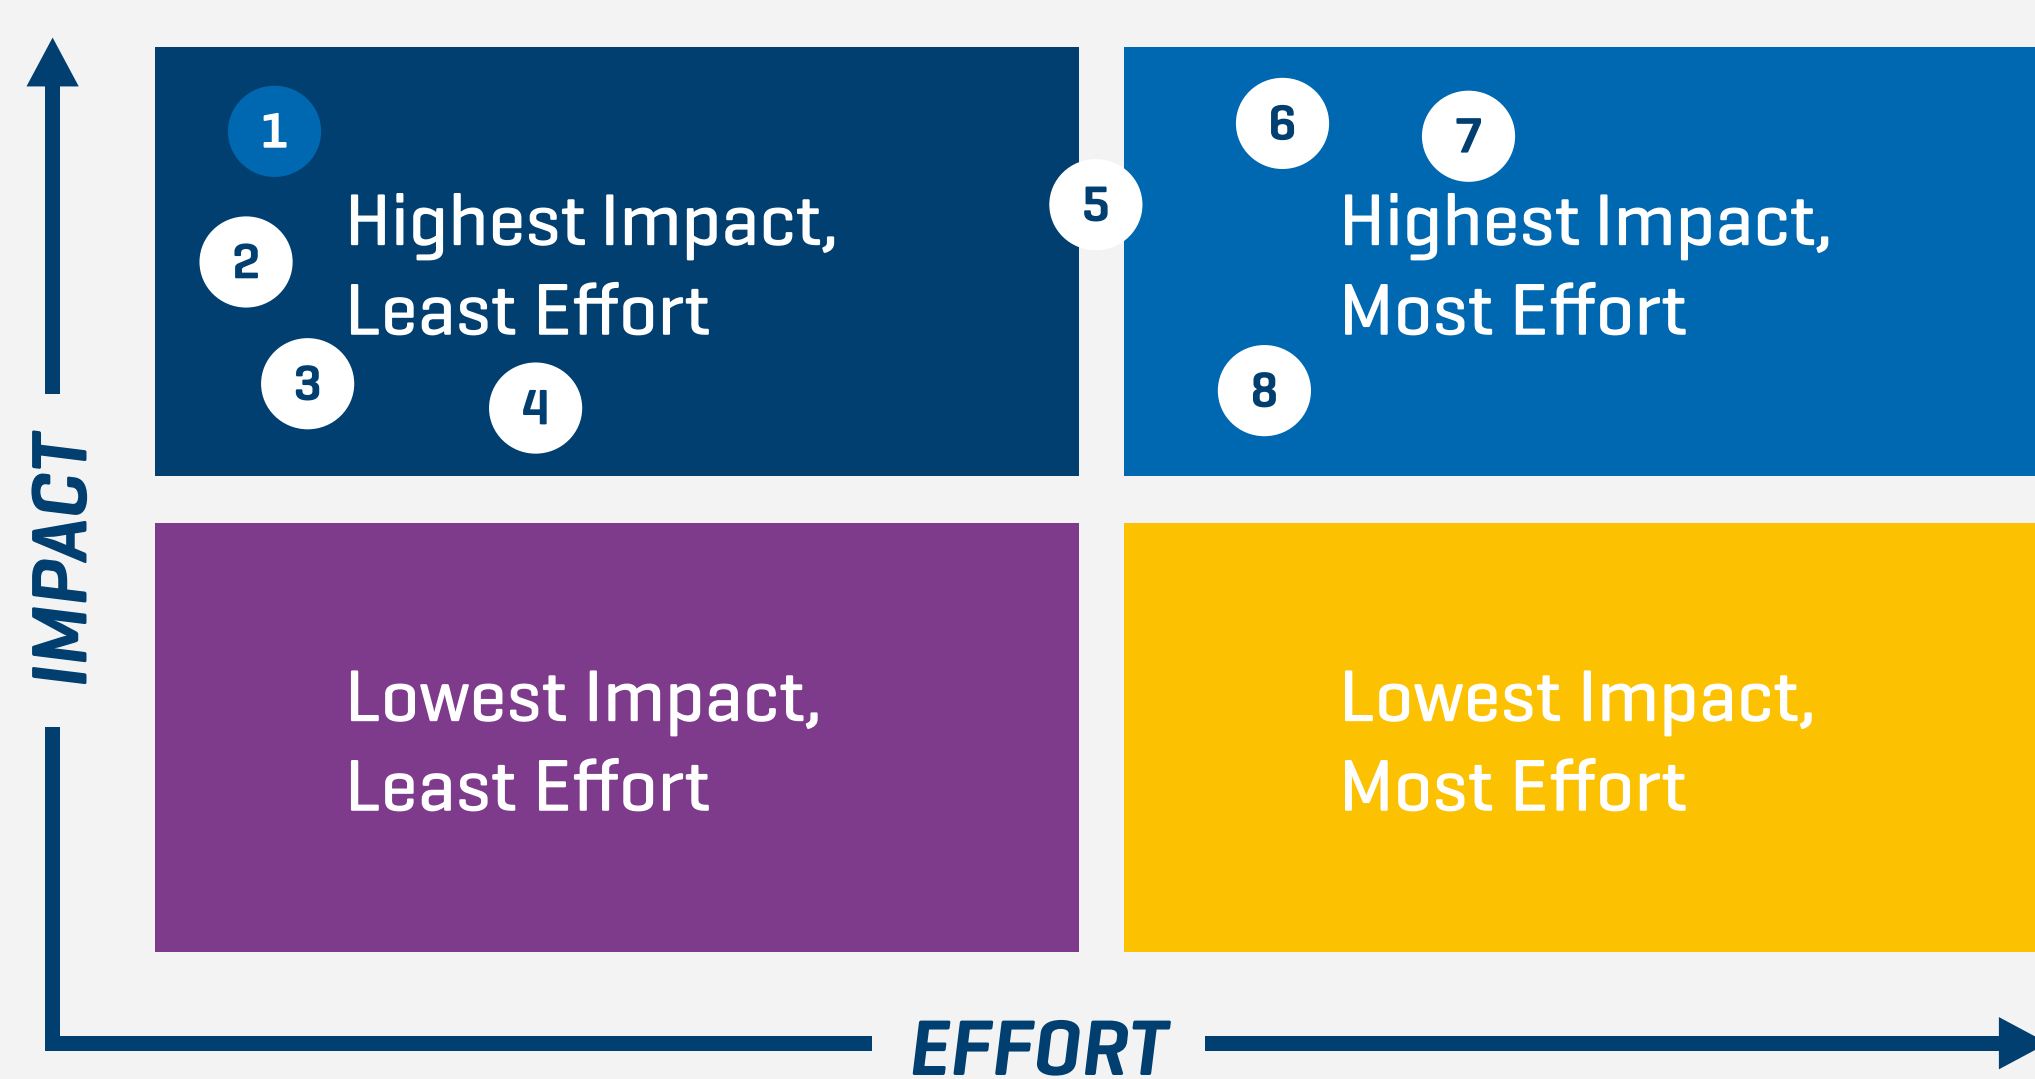 1
6
7
5
2
Highest Impact,
Least Effort
Highest Impact,
Most Effort
3
4
8
IMPACT
Lowest Impact,
Least Effort
Lowest Impact,
Most Effort
EFFORT